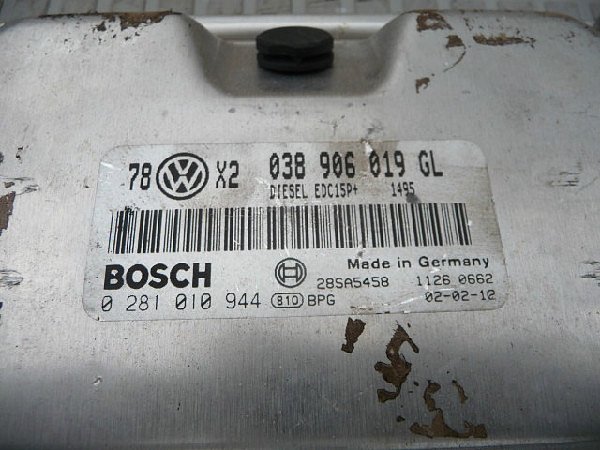 78 X2 038 906 019 GL
DIESEL EDC15P+ 1495
BOSCH Made in Germany
28SA5458 1126 0662
0 281 010 944 310 BPG 02-02-12